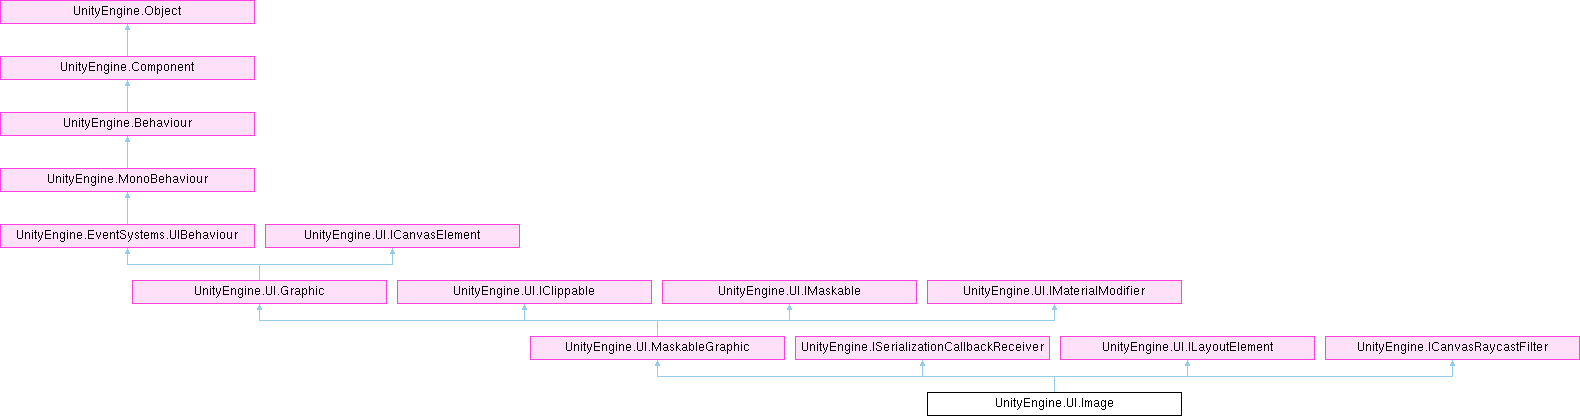 UnityEngine.Object
UnityEngine.Component
UnityEngine.Behaviour
UnityEngine.MonoBehaviour
UnityEngine.EventSystems.UIBehaviour
UnityEngine.UI.ICanvasElement
UnityEngine.UI.Graphic
UnityEngine.UI.IClippable
UnityEngine.UI.IMaskable
UnityEngine.UI.IMaterialModifier
UnityEngine.UI.MaskableGraphic
UnityEngine.ISerializationCallbackReceiver
UnityEngine.UI.ILayoutElement
UnityEngine.ICanvasRaycastFilter
UnityEngine.UI.Image